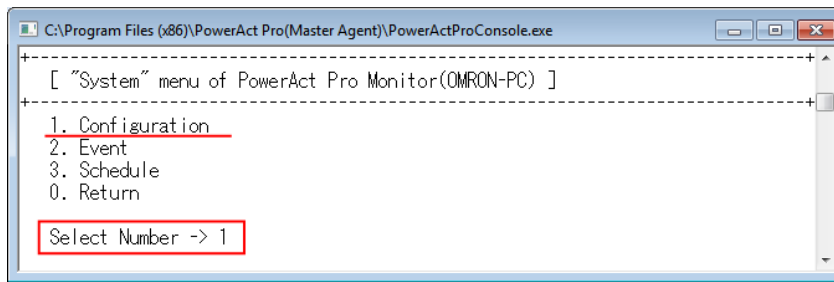 C:\Program Files (x86)\PowerAct Pro(Master Agent)\PowerActProConsole.exe
[ "System" menu of PowerAct Pro Monitor(OMRON-PC) ]
1. Configuration
2. Event
3. Schedule
0. Return
Select Number -> 1